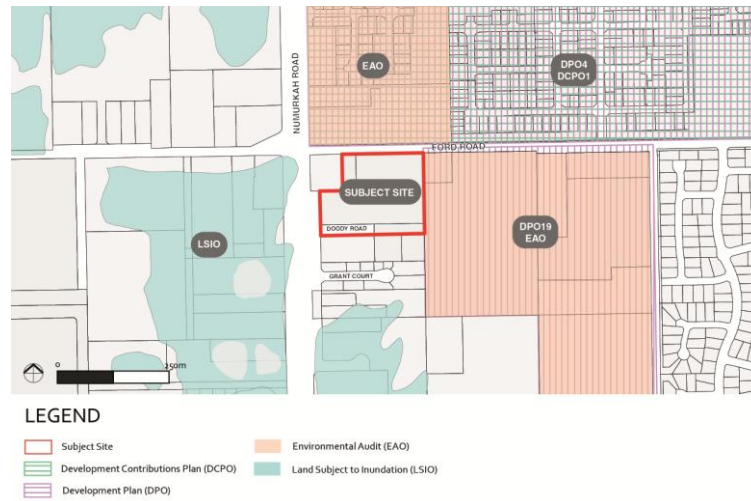 NUMURKAH ROAD
EAO
DPO4
DCPO1
FORD ROAD
SUBJECT SITE
DOODY ROAD
DPO19
EAO
LSIO
GRANT COURT
0 250m
LEGEND
Subject Site
Development Contributions Plan (DCPO)
Development Plan (DPO)
Environmental Audit (EAO)
Land Subject to Inundation (LSIO)